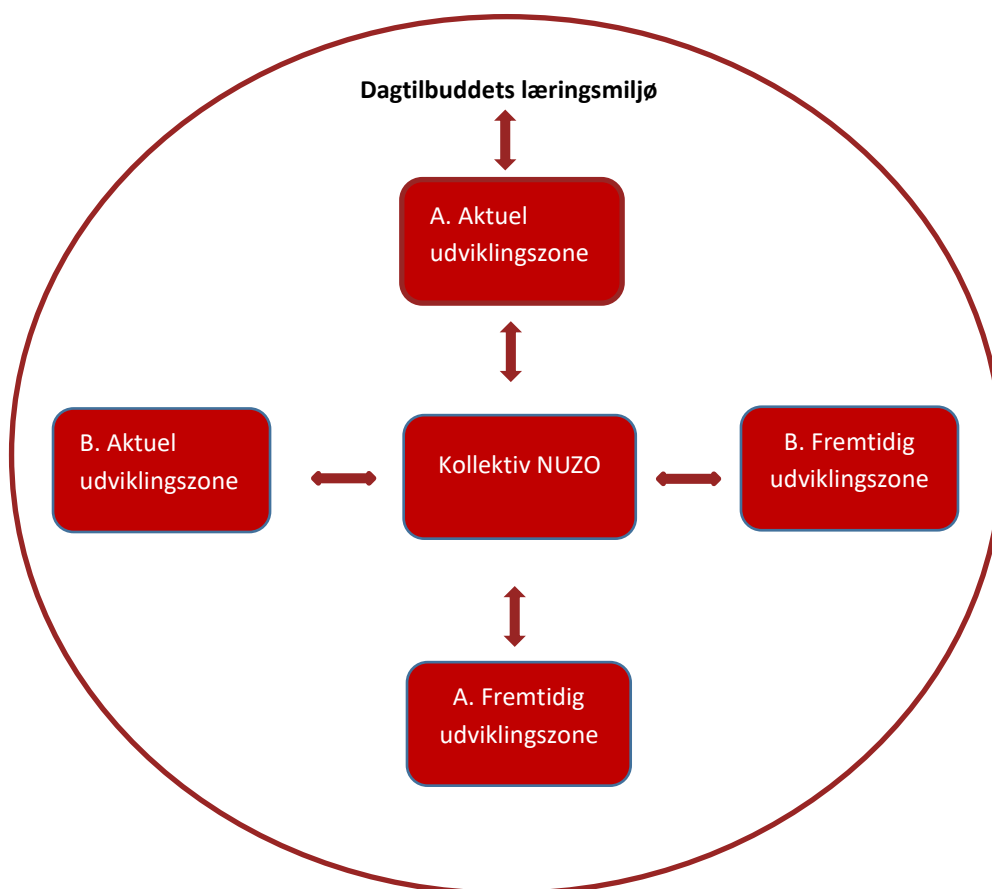 Dagtilbuddets læringsmiljø
A. Aktuel
udviklingszone
B. Aktuel
udviklingszone
Kollektiv NUZO
B. Fremtidig
udviklingszone
A. Fremtidig
udviklingszone